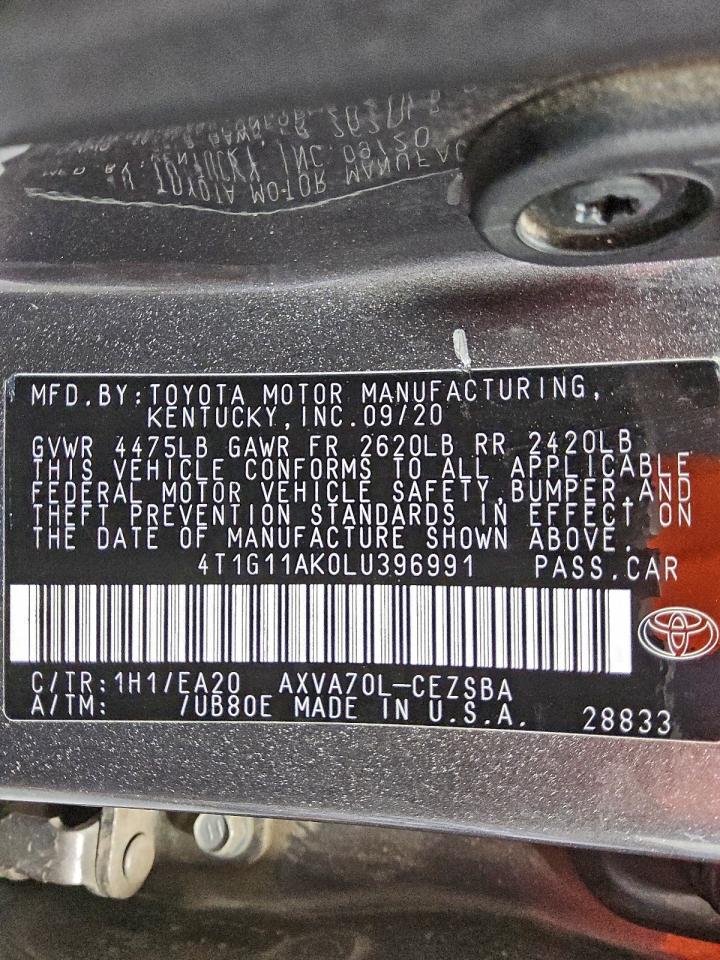 MFD.BY:TOYOTA MOTOR MANUFACTURING,
KENTUCKY,INC.09/20
GVWR 4475LB GAWR FR 2620LB RR 2420LB
THIS VEHICLE CONFORMS TO ALL APPLICABLE
FEDERAL MOTOR VEHICLE SAFETY,BUMPER,AND
THEFT PREVENTION STANDARDS IN EFFECT ON
THE DATE OF MANUFACTURE SHOWN ABOVE.
4T1G11AK0LU396991 PASS.CAR
C/TR:1H1/EA20 AXVA70L-CEZSBA
A/TM: /UB80E MADE IN U.S.A. 28833